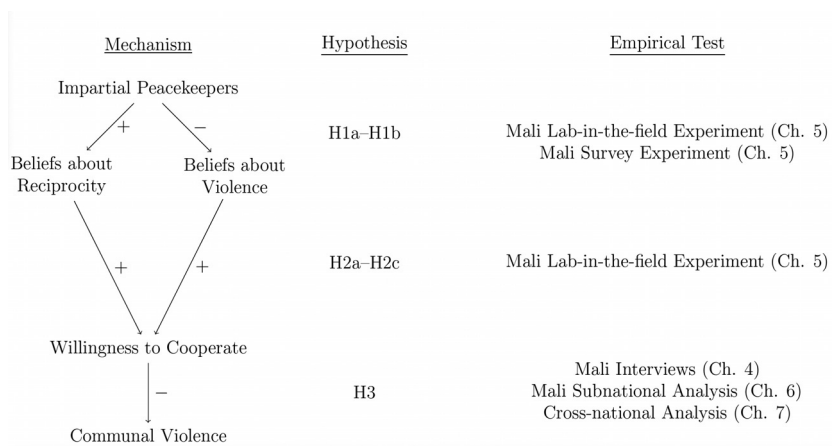 Mechanism
Hypothesis
Empirical Test
Impartial Peacekeepers
+
−
H1a–H1b
Mali Lab-in-the-field Experiment (Ch. 5)
Mali Survey Experiment (Ch. 5)
Beliefs about
Reciprocity
Beliefs about
Violence
+
+
H2a–H2c
Mali Lab-in-the-field Experiment (Ch. 5)
Willingness to Cooperate
−
H3
Mali Interviews (Ch. 4)
Mali Subnational Analysis (Ch. 6)
Cross-national Analysis (Ch. 7)
Communal Violence